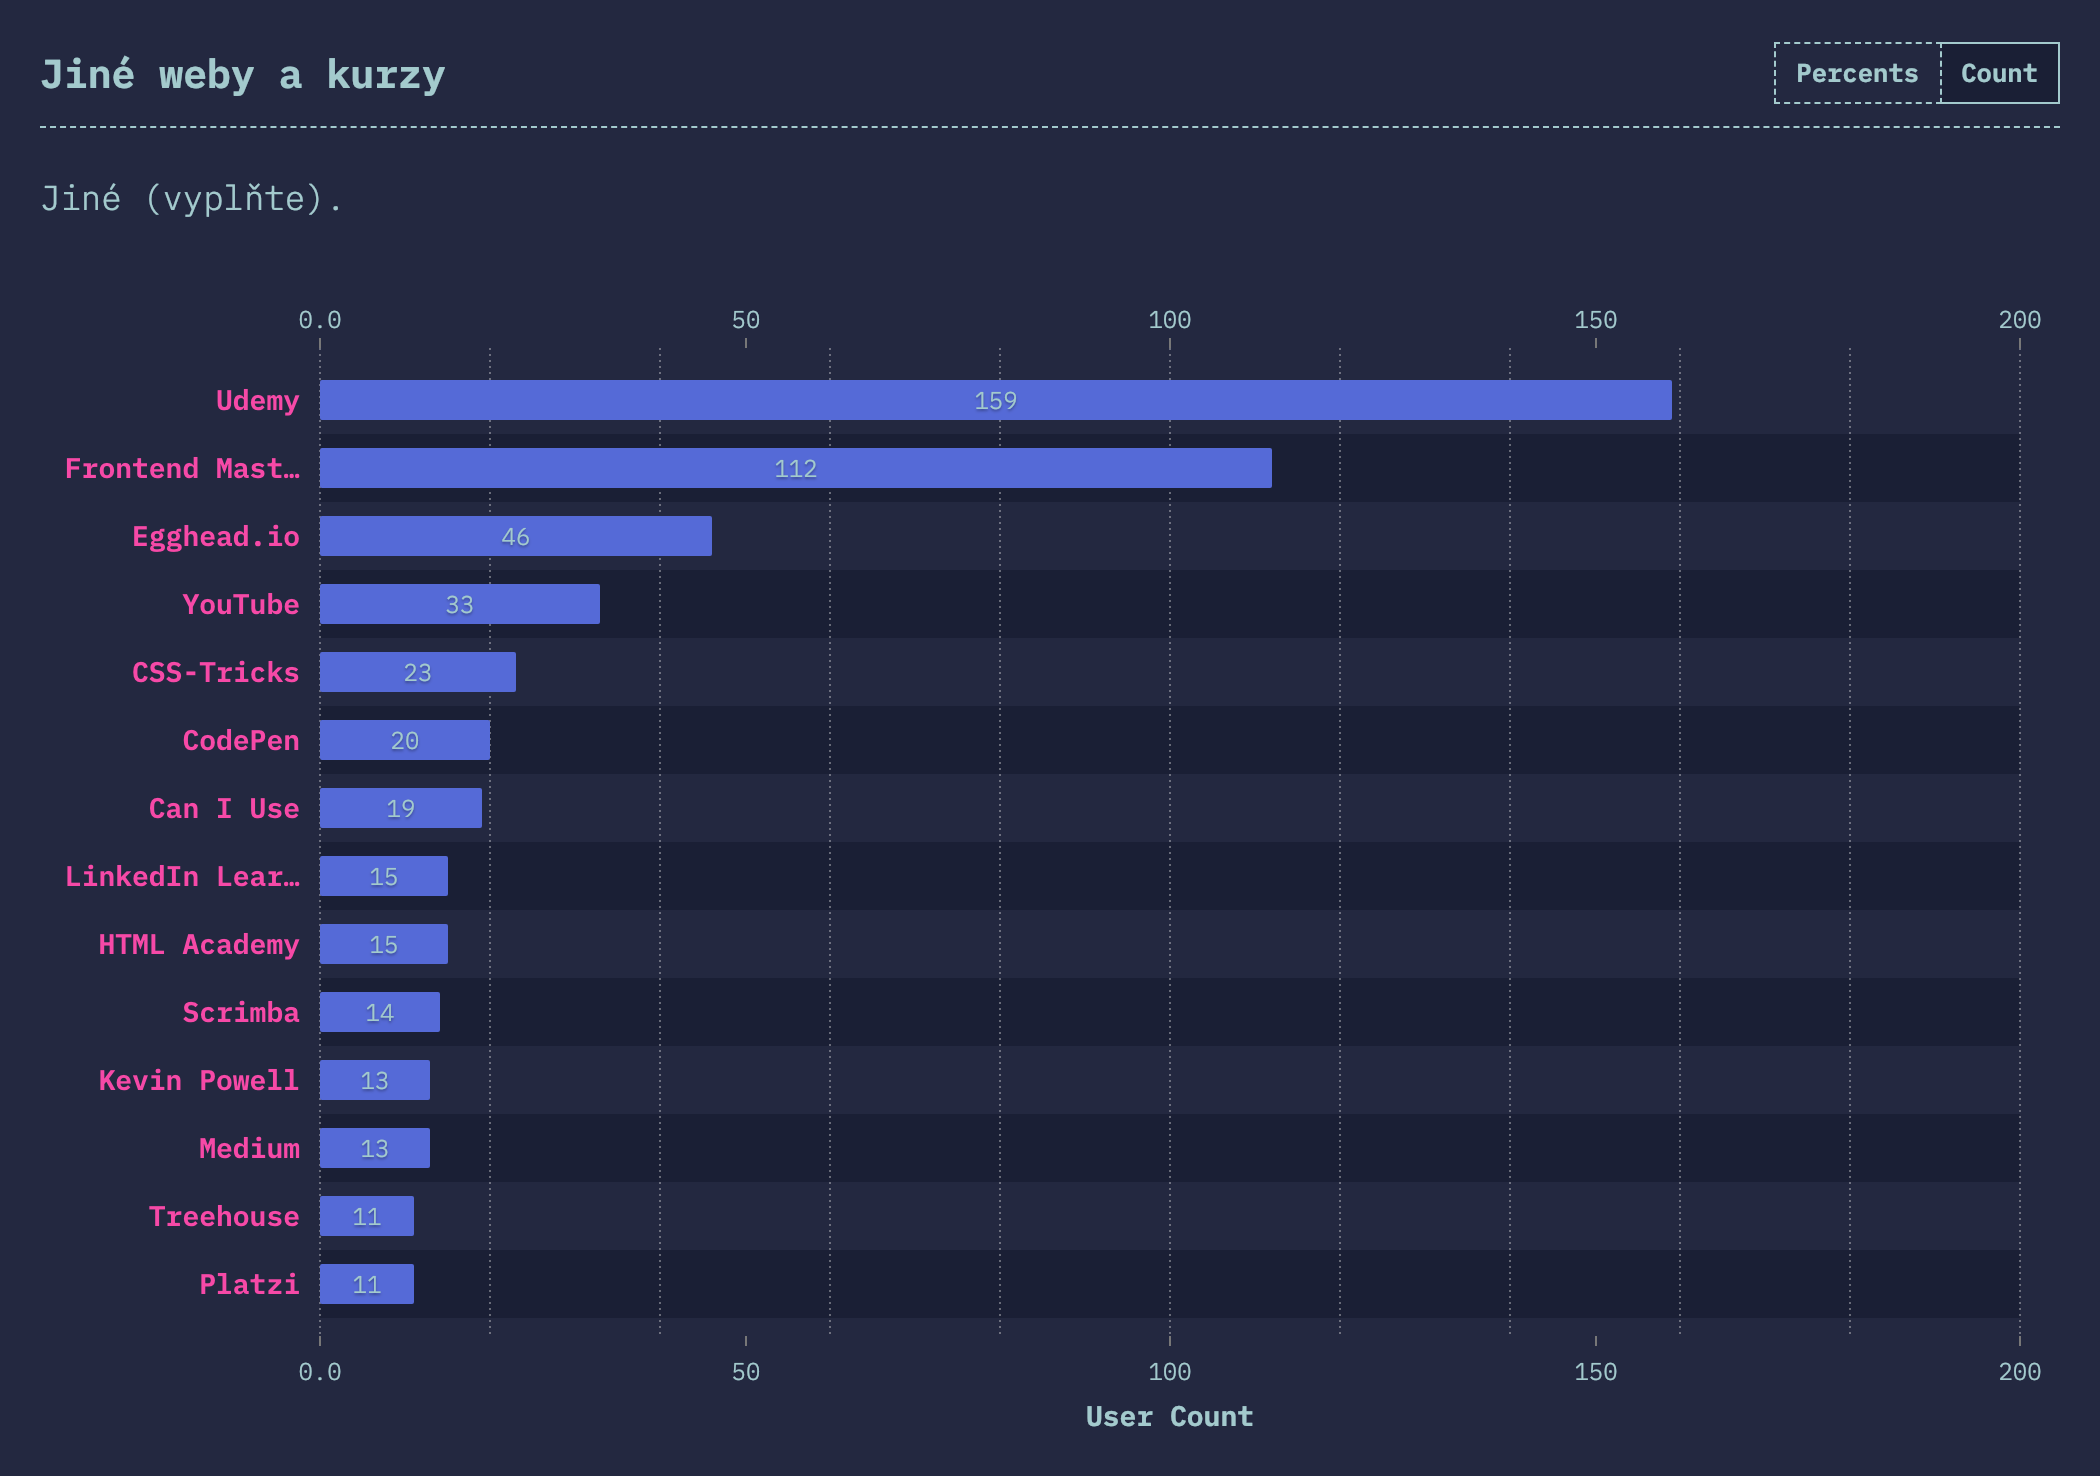 Jiné weby a kurzy
Percents Count
Jiné (vyplňte).
0.0 50 100 150 200
Udemy 159
Frontend Mast… 112
Egghead.io 46
YouTube 33
CSS-Tricks 23
CodePen 20
Can I Use 19
LinkedIn Lear… 15
HTML Academy 15
Scrimba 14
Kevin Powell 13
Medium 13
Treehouse 11
Platzi 11
0.0 50 100 150 200
User Count